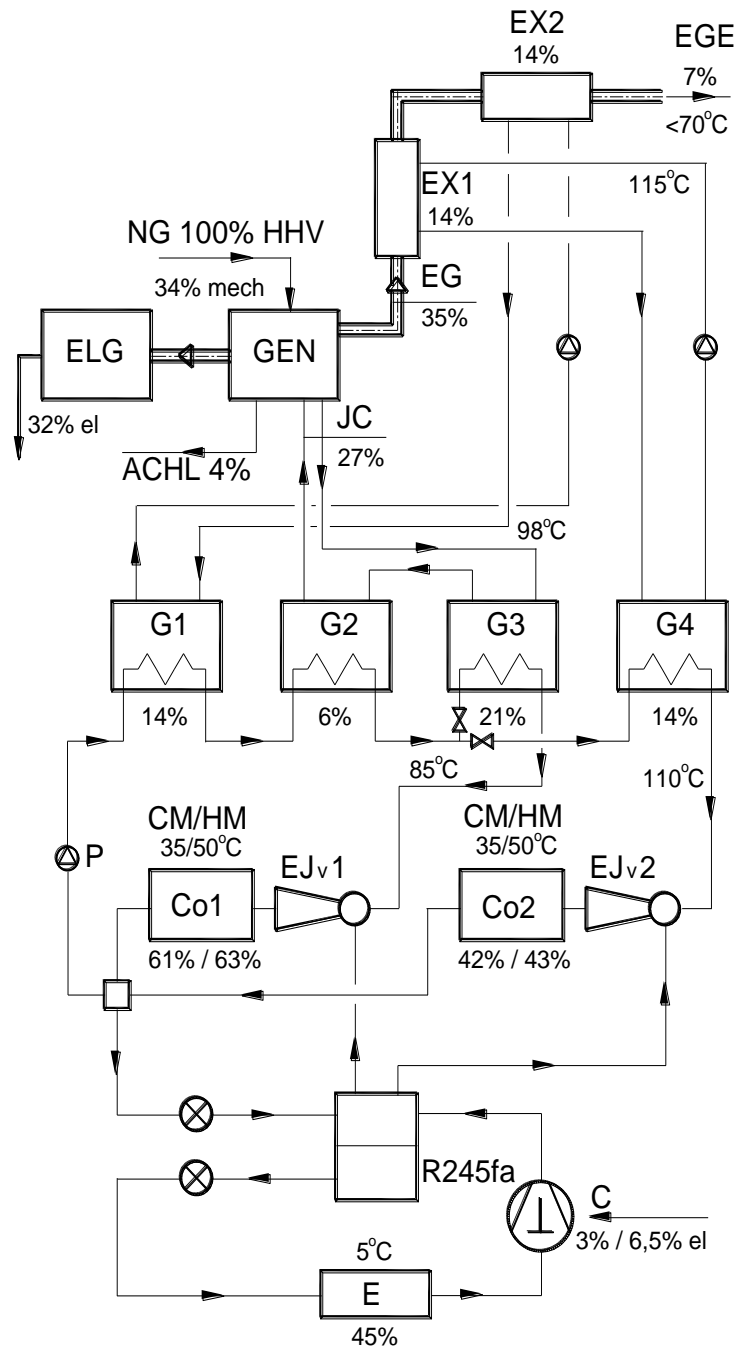 EX2
14%
EGE
7%
<70°C
EX1
14%
115°C
NG 100% HHV
34% mech
EG
35%
ELG
GEN
32% el
JC
27%
ACHL 4%
98°C
G1
G2
G3
G4
14%
6%
21%
14%
85°C
110°C
CM/HM
35/50°C
EJv1
CM/HM
35/50°C
EJv2
P
Co1
Co2
61% / 63%
42% / 43%
R245fa
C
3% / 6,5% el
5°C
E
45%